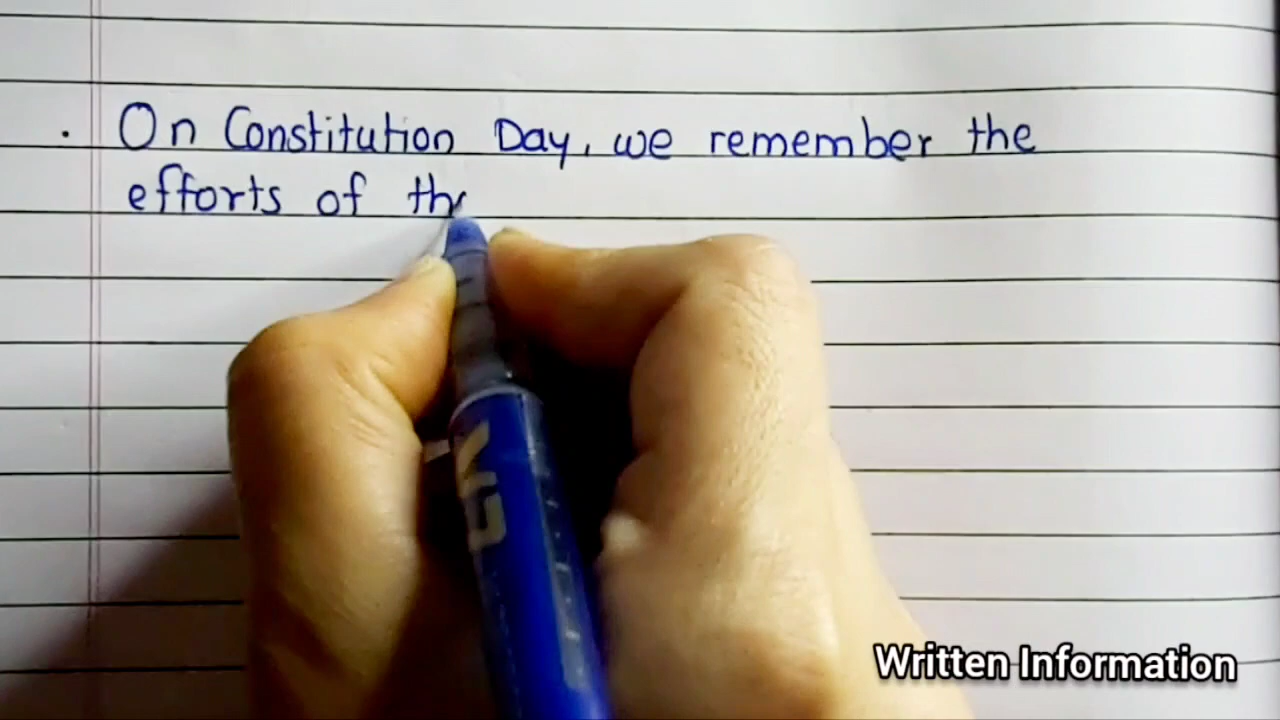 . On Constitution Day, we remember the
efforts of th
Written Information